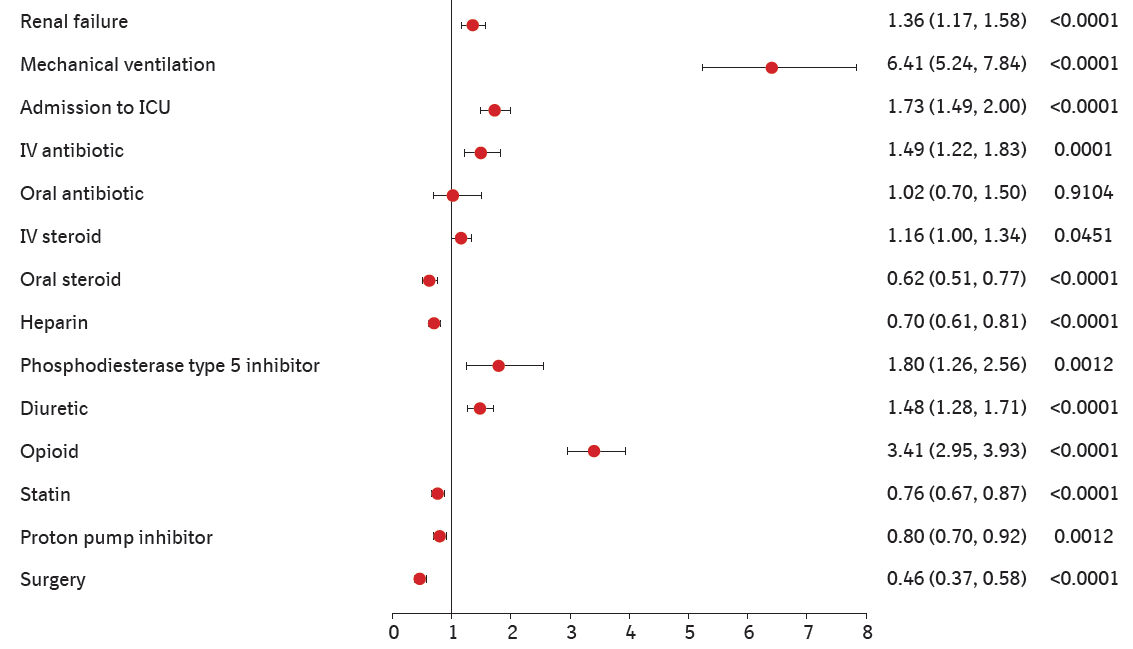 Renal failure 1.36 (1.17, 1.58) <0.0001
Mechanical ventilation 6.41 (5.24, 7.84) <0.0001
Admission to ICU 1.73 (1.49, 2.00) <0.0001
IV antibiotic 1.49 (1.22, 1.83) 0.0001
Oral antibiotic 1.02 (0.70, 1.50) 0.9104
IV steroid 1.16 (1.00, 1.34) 0.0451
Oral steroid 0.62 (0.51, 0.77) <0.0001
Heparin 0.70 (0.61, 0.81) <0.0001
Phosphodiesterase type 5 inhibitor 1.80 (1.26, 2.56) 0.0012
Diuretic 1.48 (1.28, 1.71) <0.0001
Opioid 3.41 (2.95, 3.93) <0.0001
Statin 0.76 (0.67, 0.87) <0.0001
Proton pump inhibitor 0.80 (0.70, 0.92) 0.0012
Surgery 0.46 (0.37, 0.58) <0.0001
0 1 2 3 4 5 6 7 8